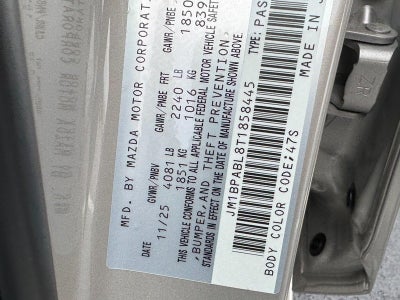 MFD. BY MAZDA MOTOR CORPORAT
DATE GVWR/PNBV GAWR/PNBE FRT GAWR/PNBE
11/25 4081 LB 2240 LB 1850
1851 KG 1016 KG 839
THIS VEHICLE CONFORMS TO ALL APPLICABLE FEDERAL MOTOR VEHICLE SAFETY
,BUMPER,AND THEFT PREVENTION
STANDARDS IN EFFECT ON THE DATE OF MANUFACTURE SHOWN ABOVE.
JM1BPABL8T1858445 TYPE:PAS
BODY COLOR CODE:47S MADE IN J